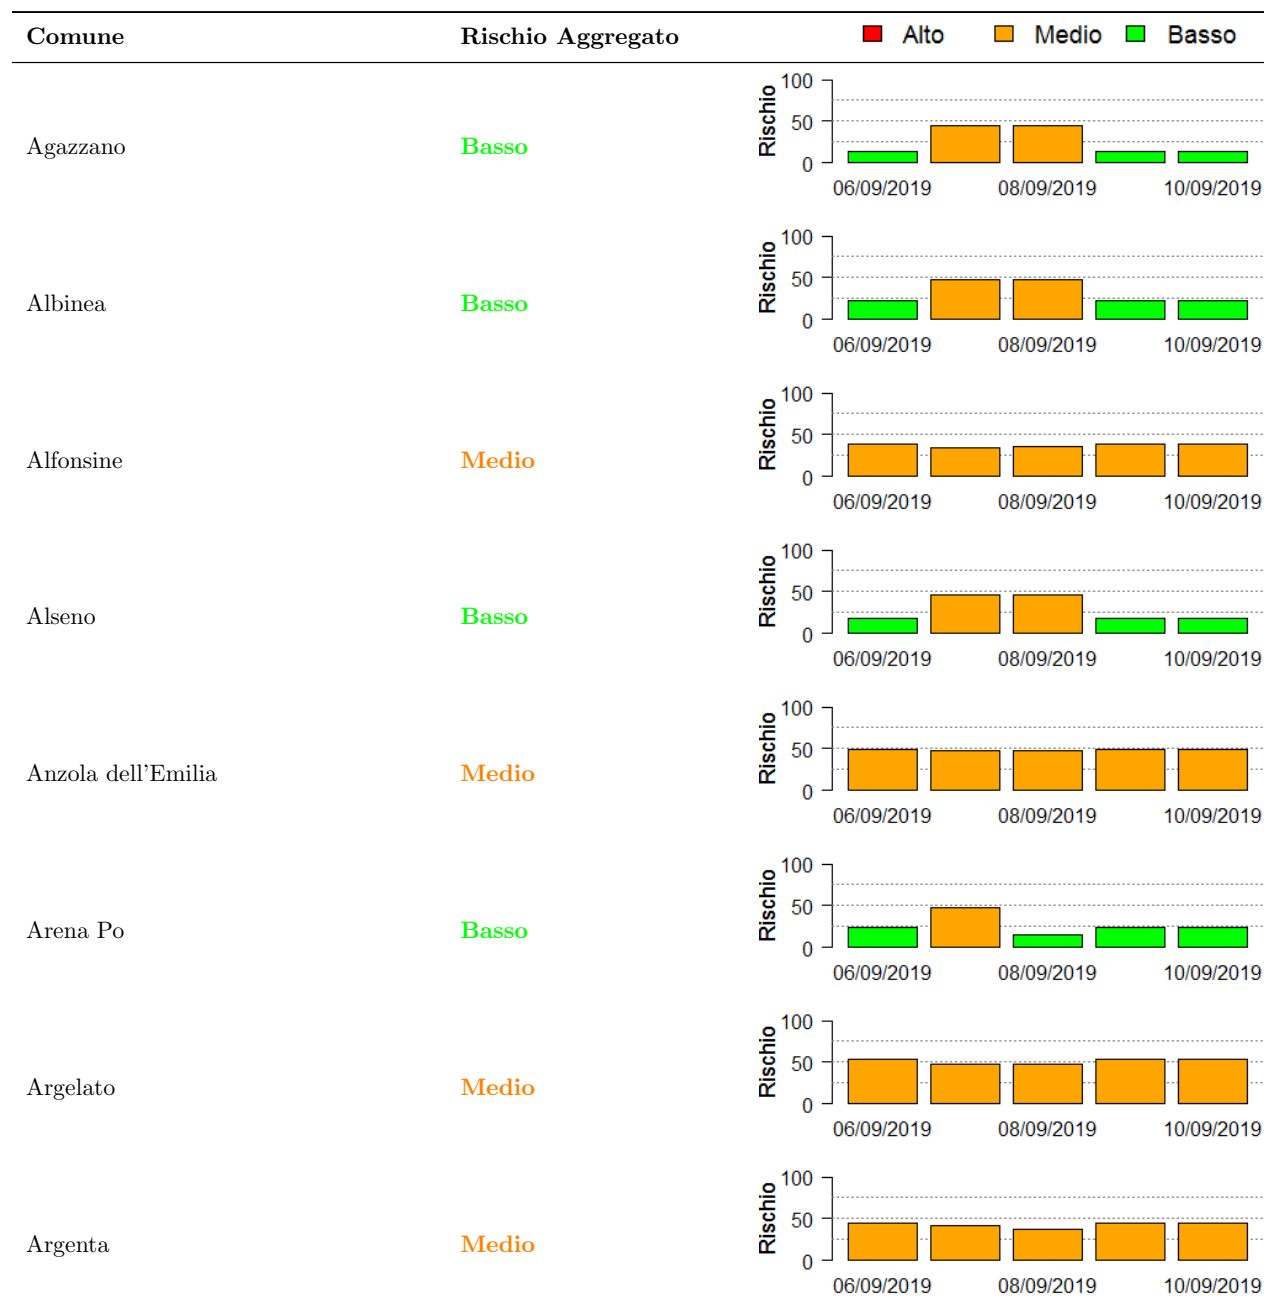 Comune Rischio Aggregato Alto Medio Basso
Agazzano Basso Rischio 100 50 0
06/09/2019 08/09/2019 10/09/2019
Albinea Basso Rischio 100 50 0
06/09/2019 08/09/2019 10/09/2019
Alfonsine Medio Rischio 100 50 0
06/09/2019 08/09/2019 10/09/2019
Alseno Basso Rischio 100 50 0
06/09/2019 08/09/2019 10/09/2019
Anzola dell'Emilia Medio Rischio 100 50 0
06/09/2019 08/09/2019 10/09/2019
Arena Po Basso Rischio 100 50 0
06/09/2019 08/09/2019 10/09/2019
Argelato Medio Rischio 100 50 0
06/09/2019 08/09/2019 10/09/2019
Argenta Medio Rischio 100 50 0
06/09/2019 08/09/2019 10/09/2019